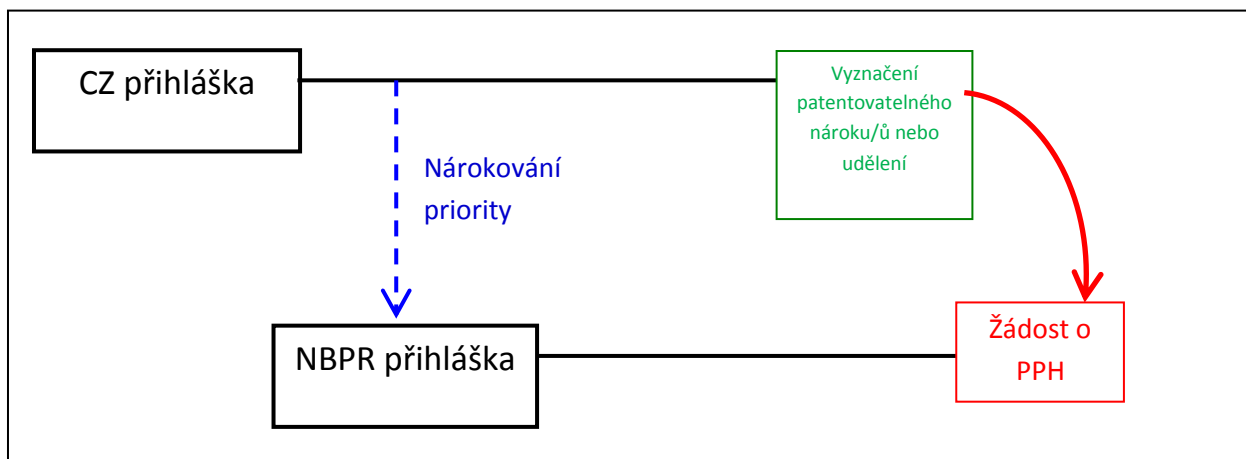 CZ přihláška
Vyznačení
patentovatelného
nároku/ů nebo
udělení
Nárokování
priority
NBPR přihláška
Žádost o
PPH